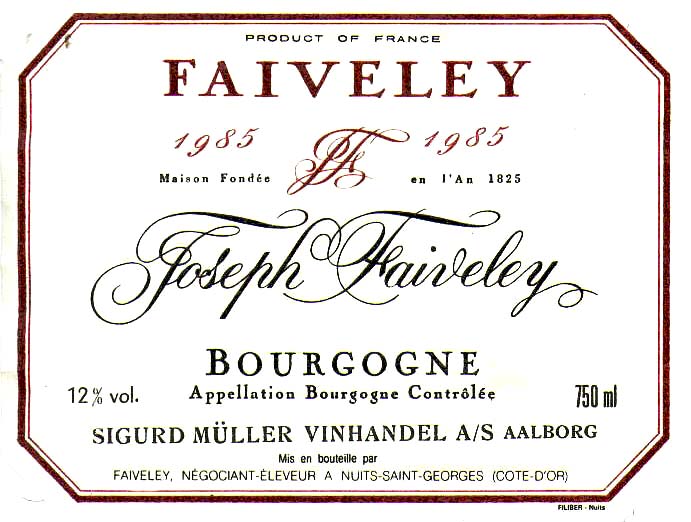 PRODUCT OF FRANCE
FAIVELEY
1985 JF 1985
Maison Fondée en l'An 1825
Joseph Faiveley
BOURGOGNE
12% vol. Appellation Bourgogne Contrôlée 750 ml
SIGURD MÜLLER VINHANDEL A/S AALBORG
Mis en bouteille par
FAIVELEY, NÉGOCIANT-ÉLEVEUR A NUITS-SAINT-GEORGES (COTE-D'OR)
FILIBER - Nuits